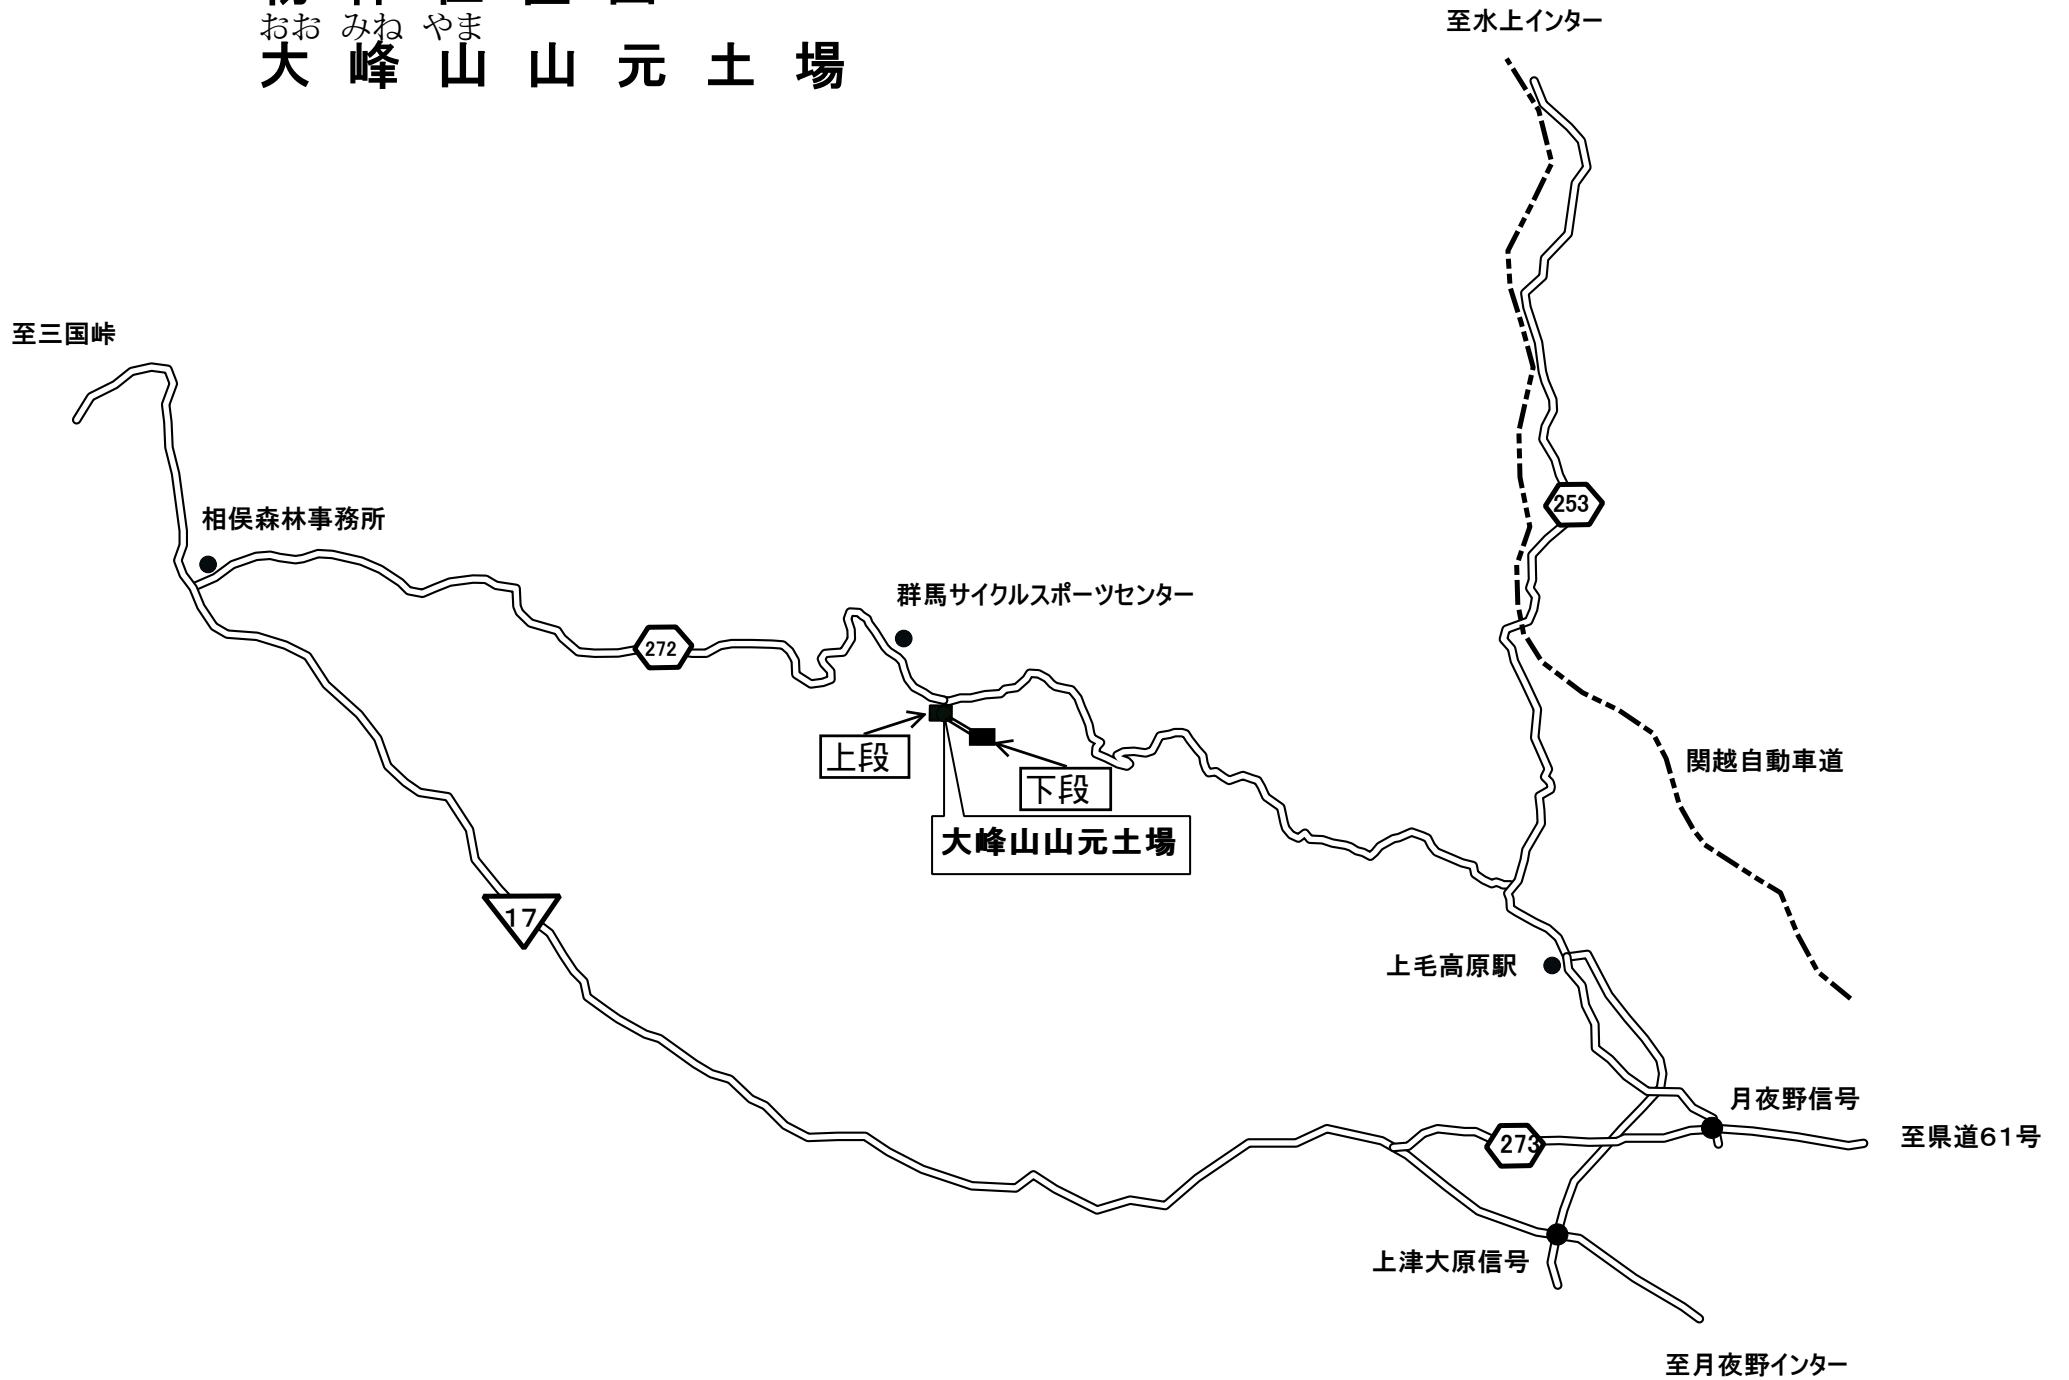 おお みね やま
大峰山山元土場
至水上インター
至三国峠
253
相俣森林事務所
群馬サイクルスポーツセンター
272
上段
下段
関越自動車道
大峰山山元土場
17
上毛高原駅
月夜野信号
至県道61号
273
上津大原信号
至月夜野インター